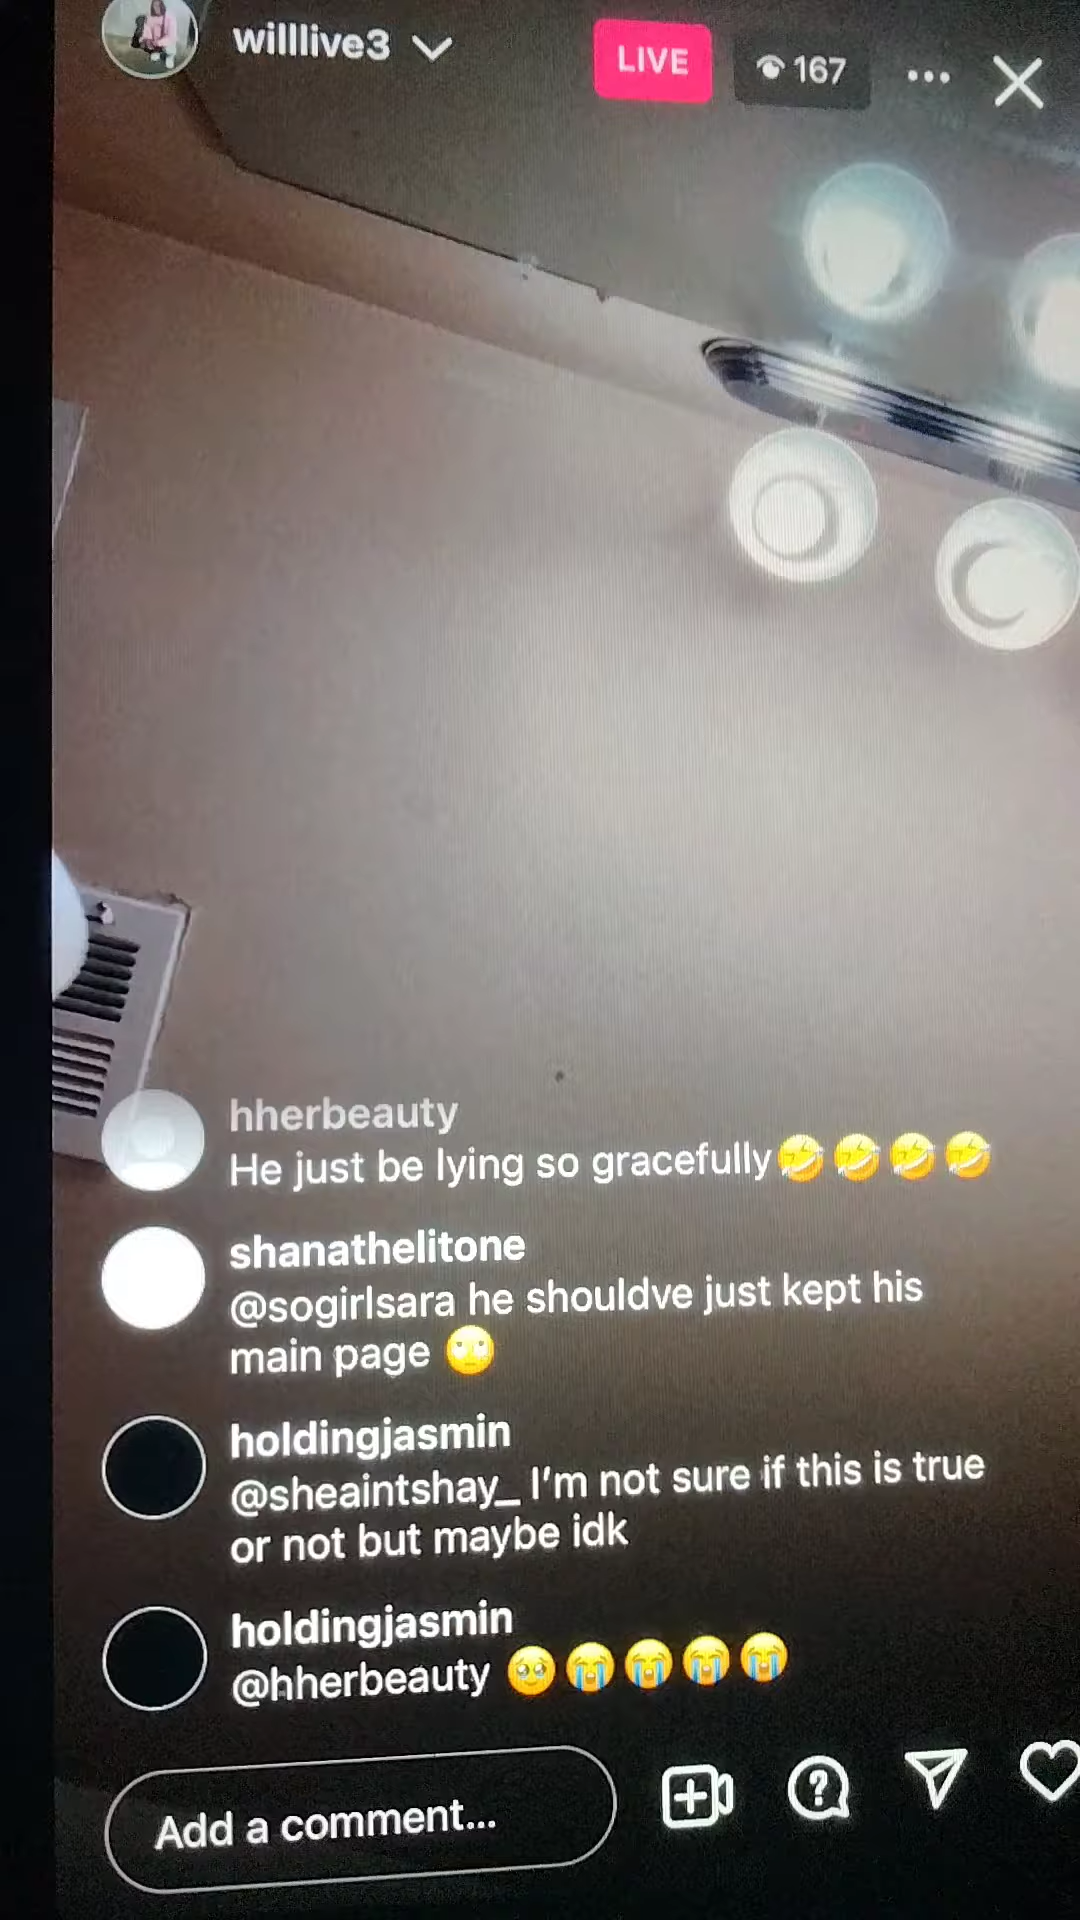 willlive3
LIVE
167
hherbeauty
He just be lying so gracefully🤣🤣🤣🤣
shanathelitone
@sogirlsara he shouldve just kept his
main page 🙄
holdingjasmin
@sheaintshay_ I'm not sure if this is true
or not but maybe idk
holdingjasmin
@hherbeauty 🥹😭😭😭😭
Add a comment...